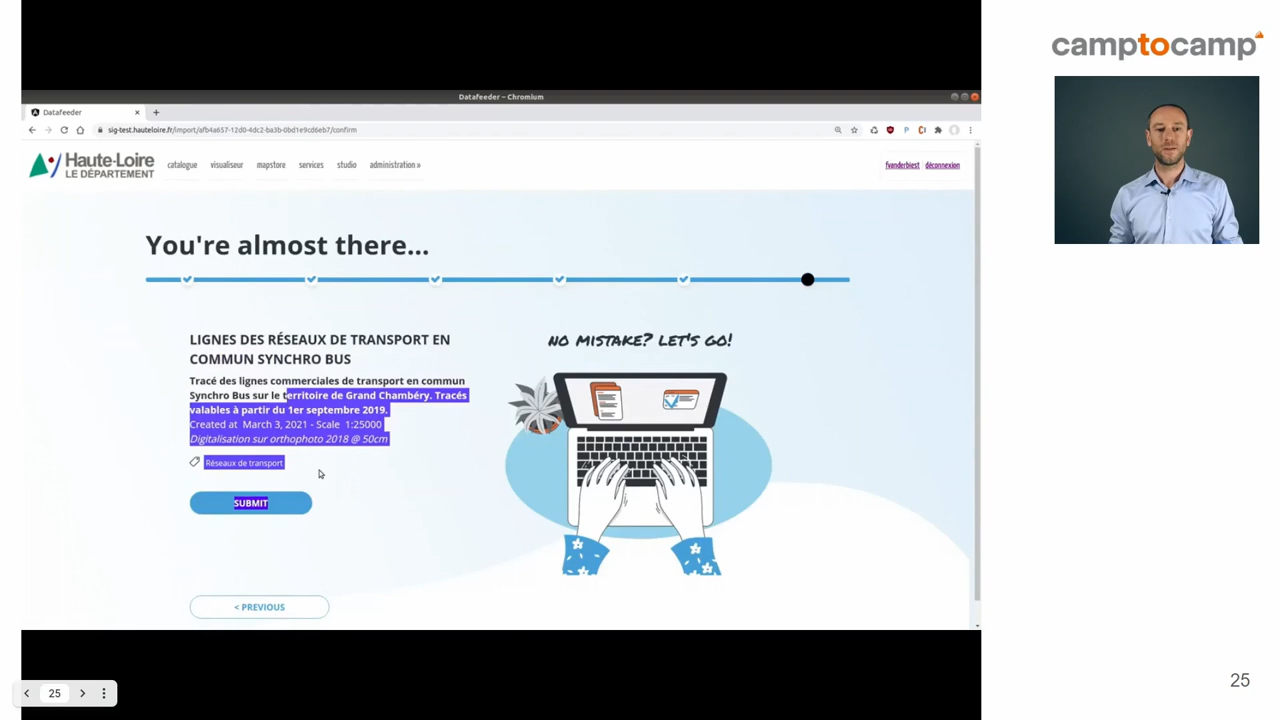 camptocamp
Datafeeder – Chromium
Datafeeder
sig-test.hauteloire.fr/import/afb4a657-12d0-4dc2-ba3b-0bd1e9cd6eb7/confirm
Haute-Loire
LE DÉPARTEMENT
catalogue visualiseur mapstore services studio administration »
fvanderbiest déconnexion
You're almost there...
LIGNES DES RÉSEAUX DE TRANSPORT EN
COMMUN SYNCHRO BUS
Tracé des lignes commerciales de transport en commun
Synchro Bus sur le territoire de Grand Chambéry. Tracés
valables à partir du 1er septembre 2019.
Created at March 3, 2021 - Scale 1:25000
Digitalisation sur orthophoto 2018 @ 50cm
Réseaux de transport
SUBMIT
< PREVIOUS
NO MISTAKE? LET'S GO!
25
25